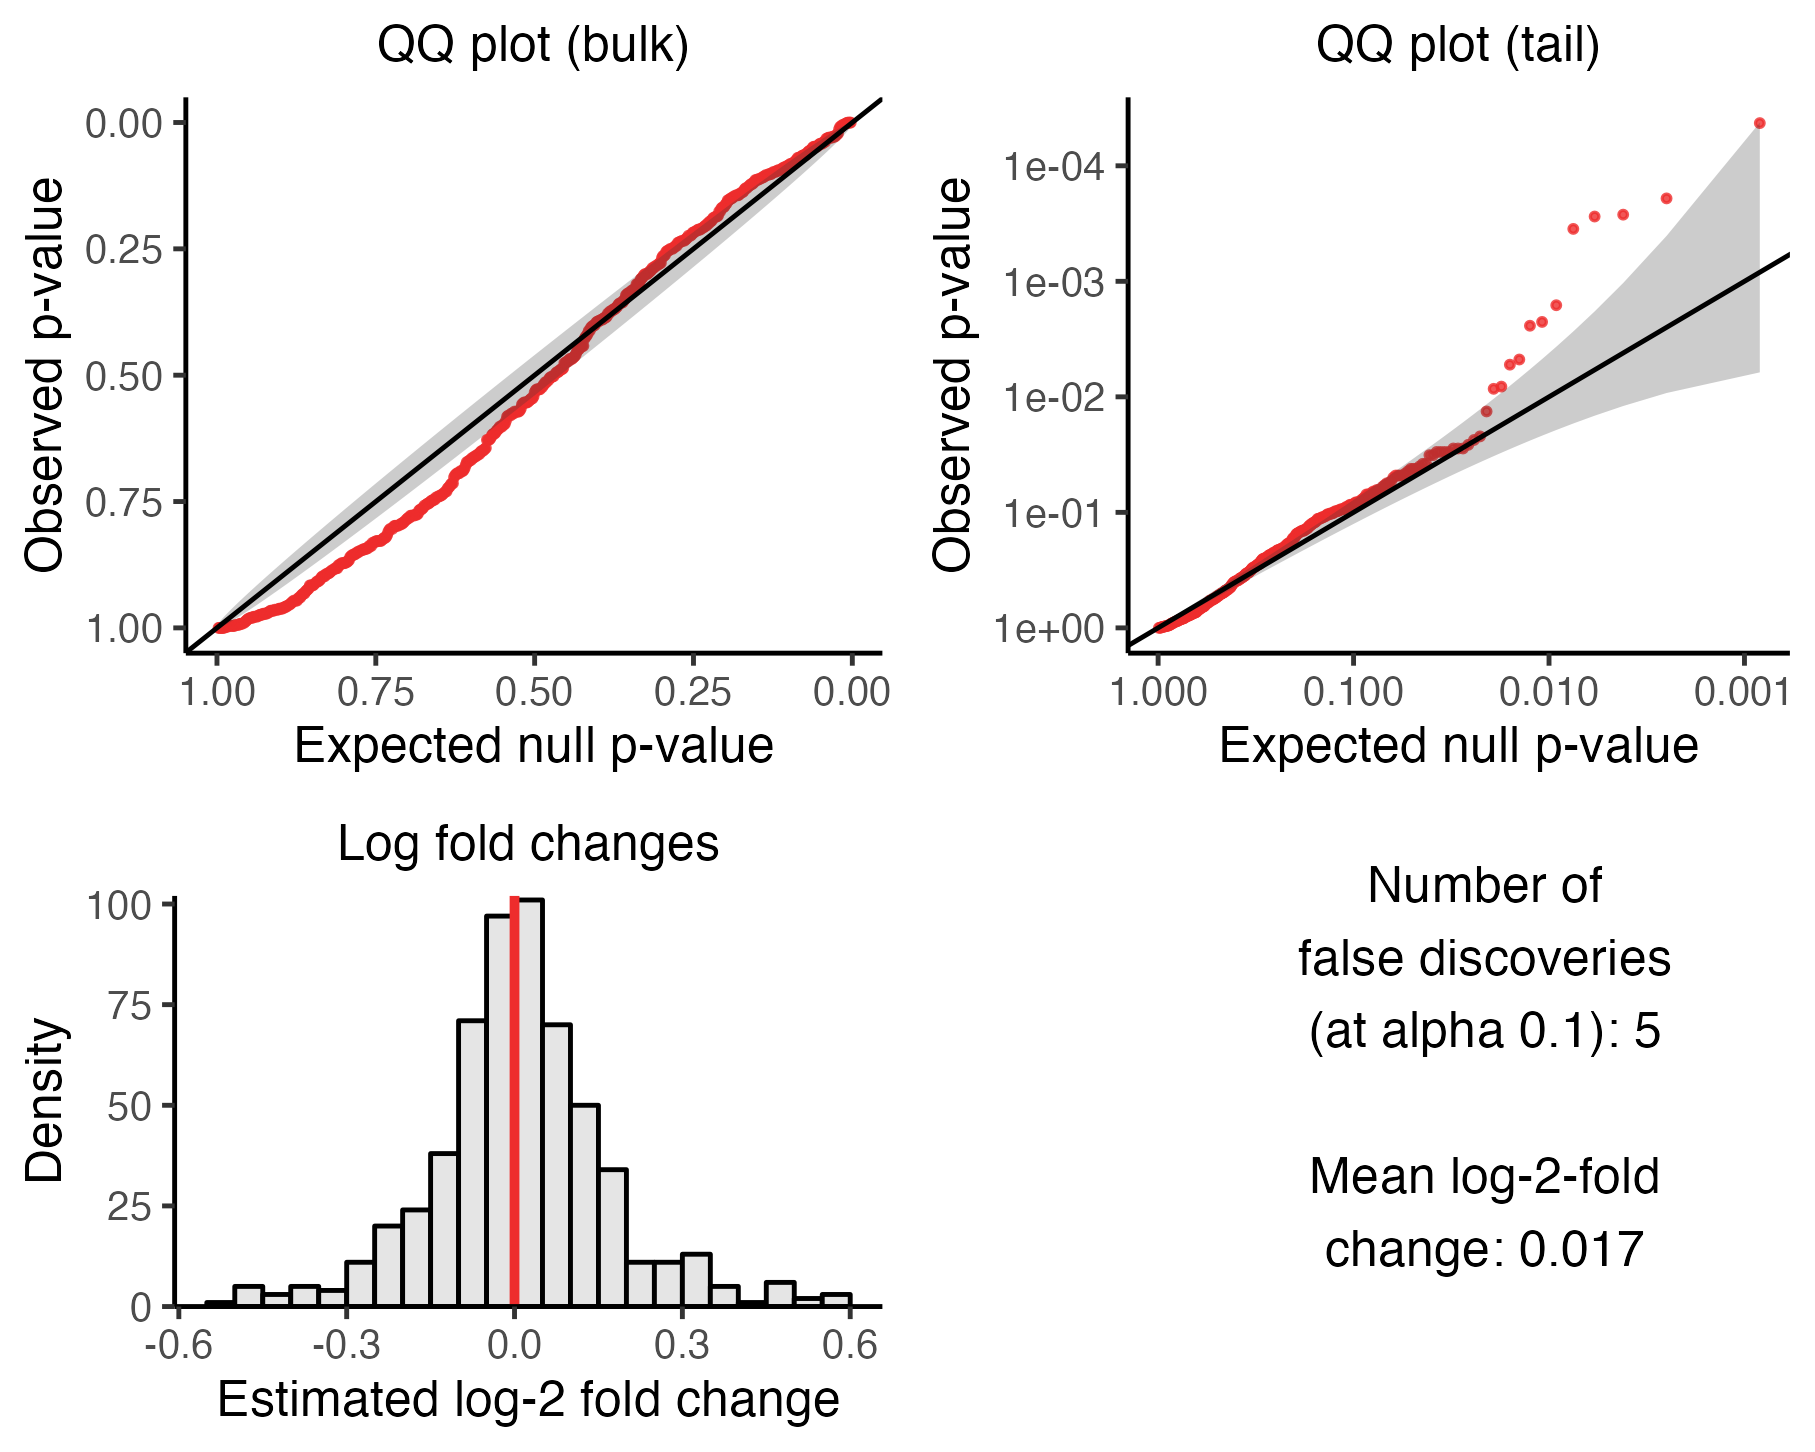 QQ plot (bulk)
Observed p-value
0.00
0.25
0.50
0.75
1.00
1.00 0.75 0.50 0.25 0.00
Expected null p-value
QQ plot (tail)
Observed p-value
1e-04
1e-03
1e-02
1e-01
1e+00
1.000 0.100 0.010 0.001
Expected null p-value
Log fold changes
Density
100
75
50
25
0
-0.6 -0.3 0.0 0.3 0.6
Estimated log-2 fold change
Number of
false discoveries
(at alpha 0.1): 5
Mean log-2-fold
change: 0.017